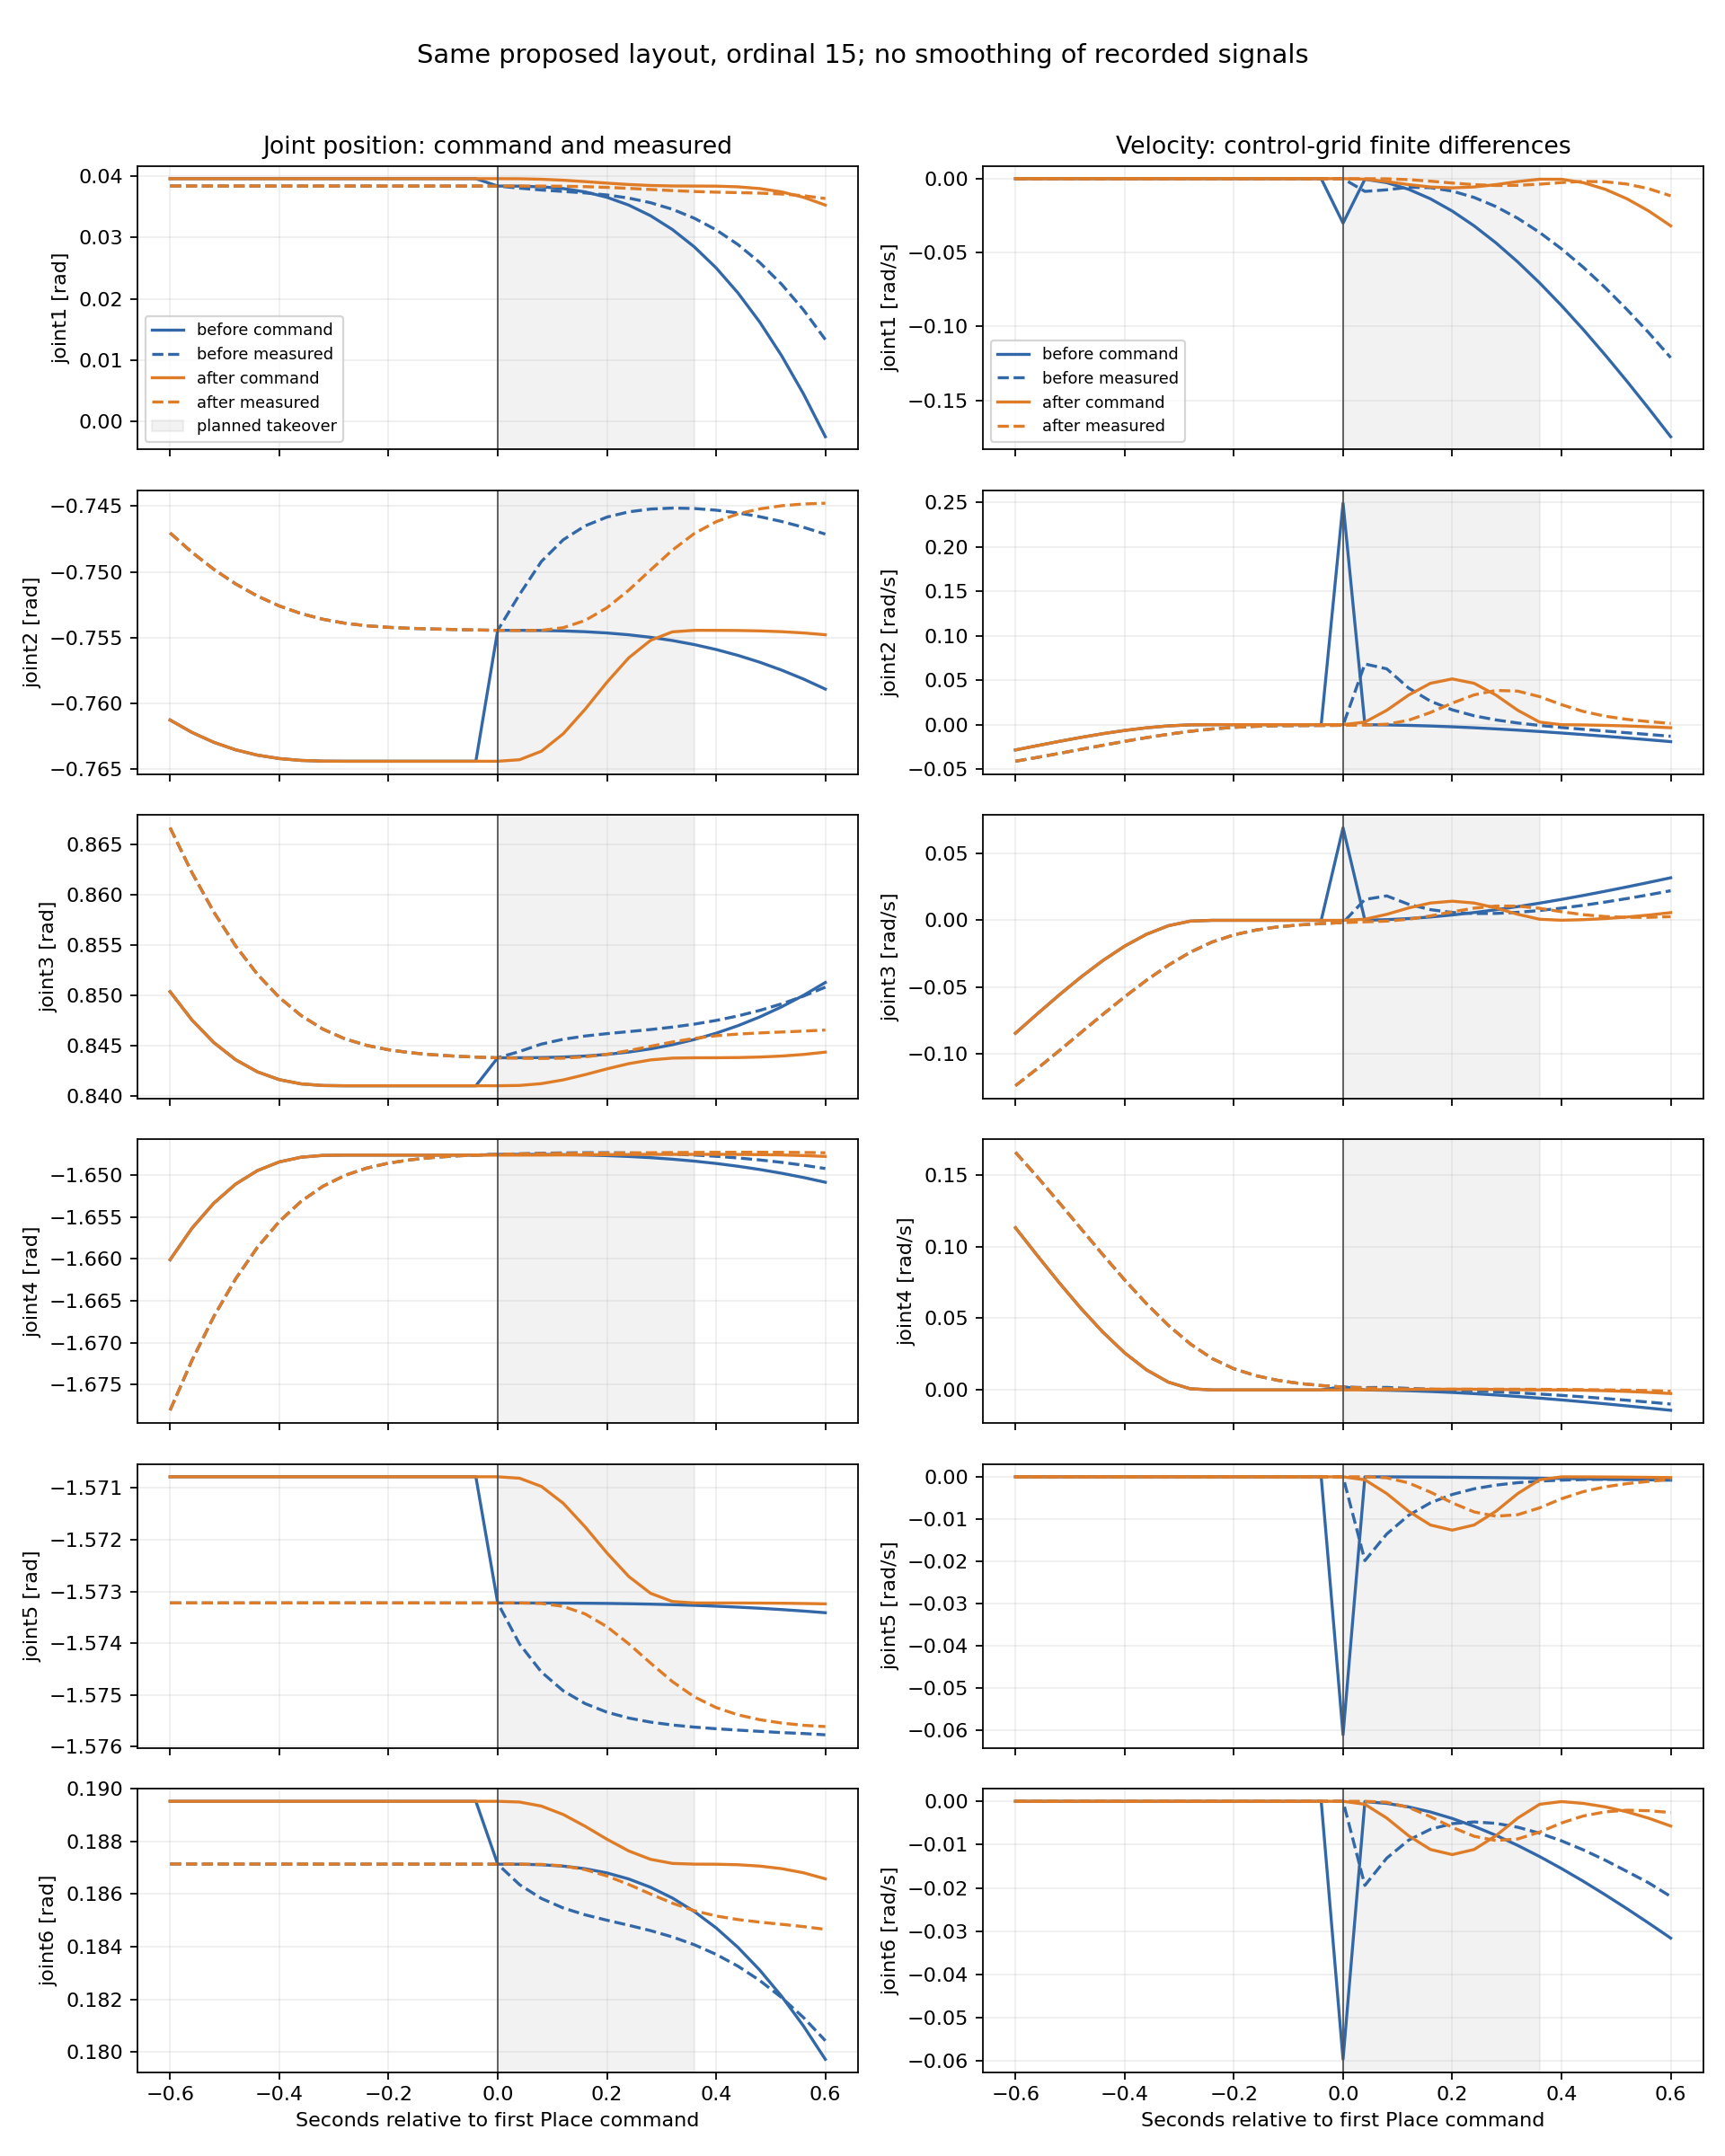 Same proposed layout, ordinal 15; no smoothing of recorded signals
Joint position: command and measured
Velocity: control-grid finite differences
joint1 [rad]
0.04
0.03
0.02
0.01
0.00
before command
before measured
after command
after measured
planned takeover
joint1 [rad/s]
0.00
−0.05
−0.10
−0.15
before command
before measured
after command
after measured
joint2 [rad]
−0.745
−0.750
−0.755
−0.760
−0.765
joint2 [rad/s]
0.25
0.20
0.15
0.10
0.05
0.00
−0.05
joint3 [rad]
0.865
0.860
0.855
0.850
0.845
0.840
joint3 [rad/s]
0.05
0.00
−0.05
−0.10
joint4 [rad]
−1.650
−1.655
−1.660
−1.665
−1.670
−1.675
joint4 [rad/s]
0.15
0.10
0.05
0.00
joint5 [rad]
−1.571
−1.572
−1.573
−1.574
−1.575
−1.576
joint5 [rad/s]
0.00
−0.01
−0.02
−0.03
−0.04
−0.05
−0.06
joint6 [rad]
0.190
0.188
0.186
0.184
0.182
0.180
−0.6 −0.4 −0.2 0.0 0.2 0.4 0.6
Seconds relative to first Place command
joint6 [rad/s]
0.00
−0.01
−0.02
−0.03
−0.04
−0.05
−0.06
−0.6 −0.4 −0.2 0.0 0.2 0.4 0.6
Seconds relative to first Place command